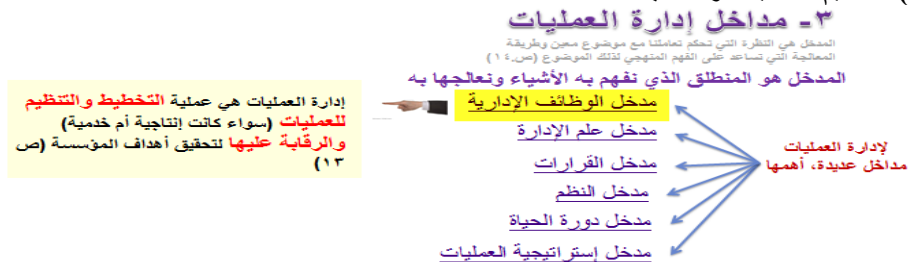 ٣- مداخل إدارة العمليات
المدخل هي النظرة التي تحكم تعاملنا مع موضوع معين وطريقة
المعالجة التي تساعد على الفهم المنهجي لذلك الموضوع (ص.١٤)
المدخل هو المنطلق الذي نفهم به الأشياء ونعالجها به
مدخل الوظائف الإدارية
مدخل علم الإدارة
مدخل القرارات
مدخل النظم
مدخل دورة الحياة
مدخل إستراتيجية العمليات
لإدارة العمليات
مداخل عديدة، أهمها
إدارة العمليات هي عملية التخطيط والتنظيم
للعمليات (سواء كانت إنتاجية أم خدمية)
والرقابة عليها لتحقيق أهداف المؤسسة (ص
١٣)